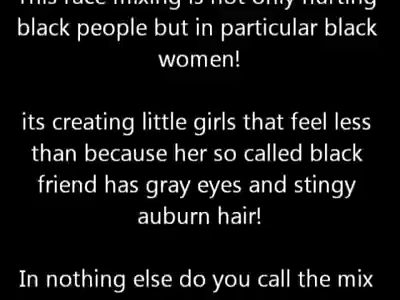 This race mixing is not only hurting
black people but in particular black
women!
its creating little girls that feel less
than because her so called black
friend has gray eyes and stingy
auburn hair!
In nothing else do you call the mix